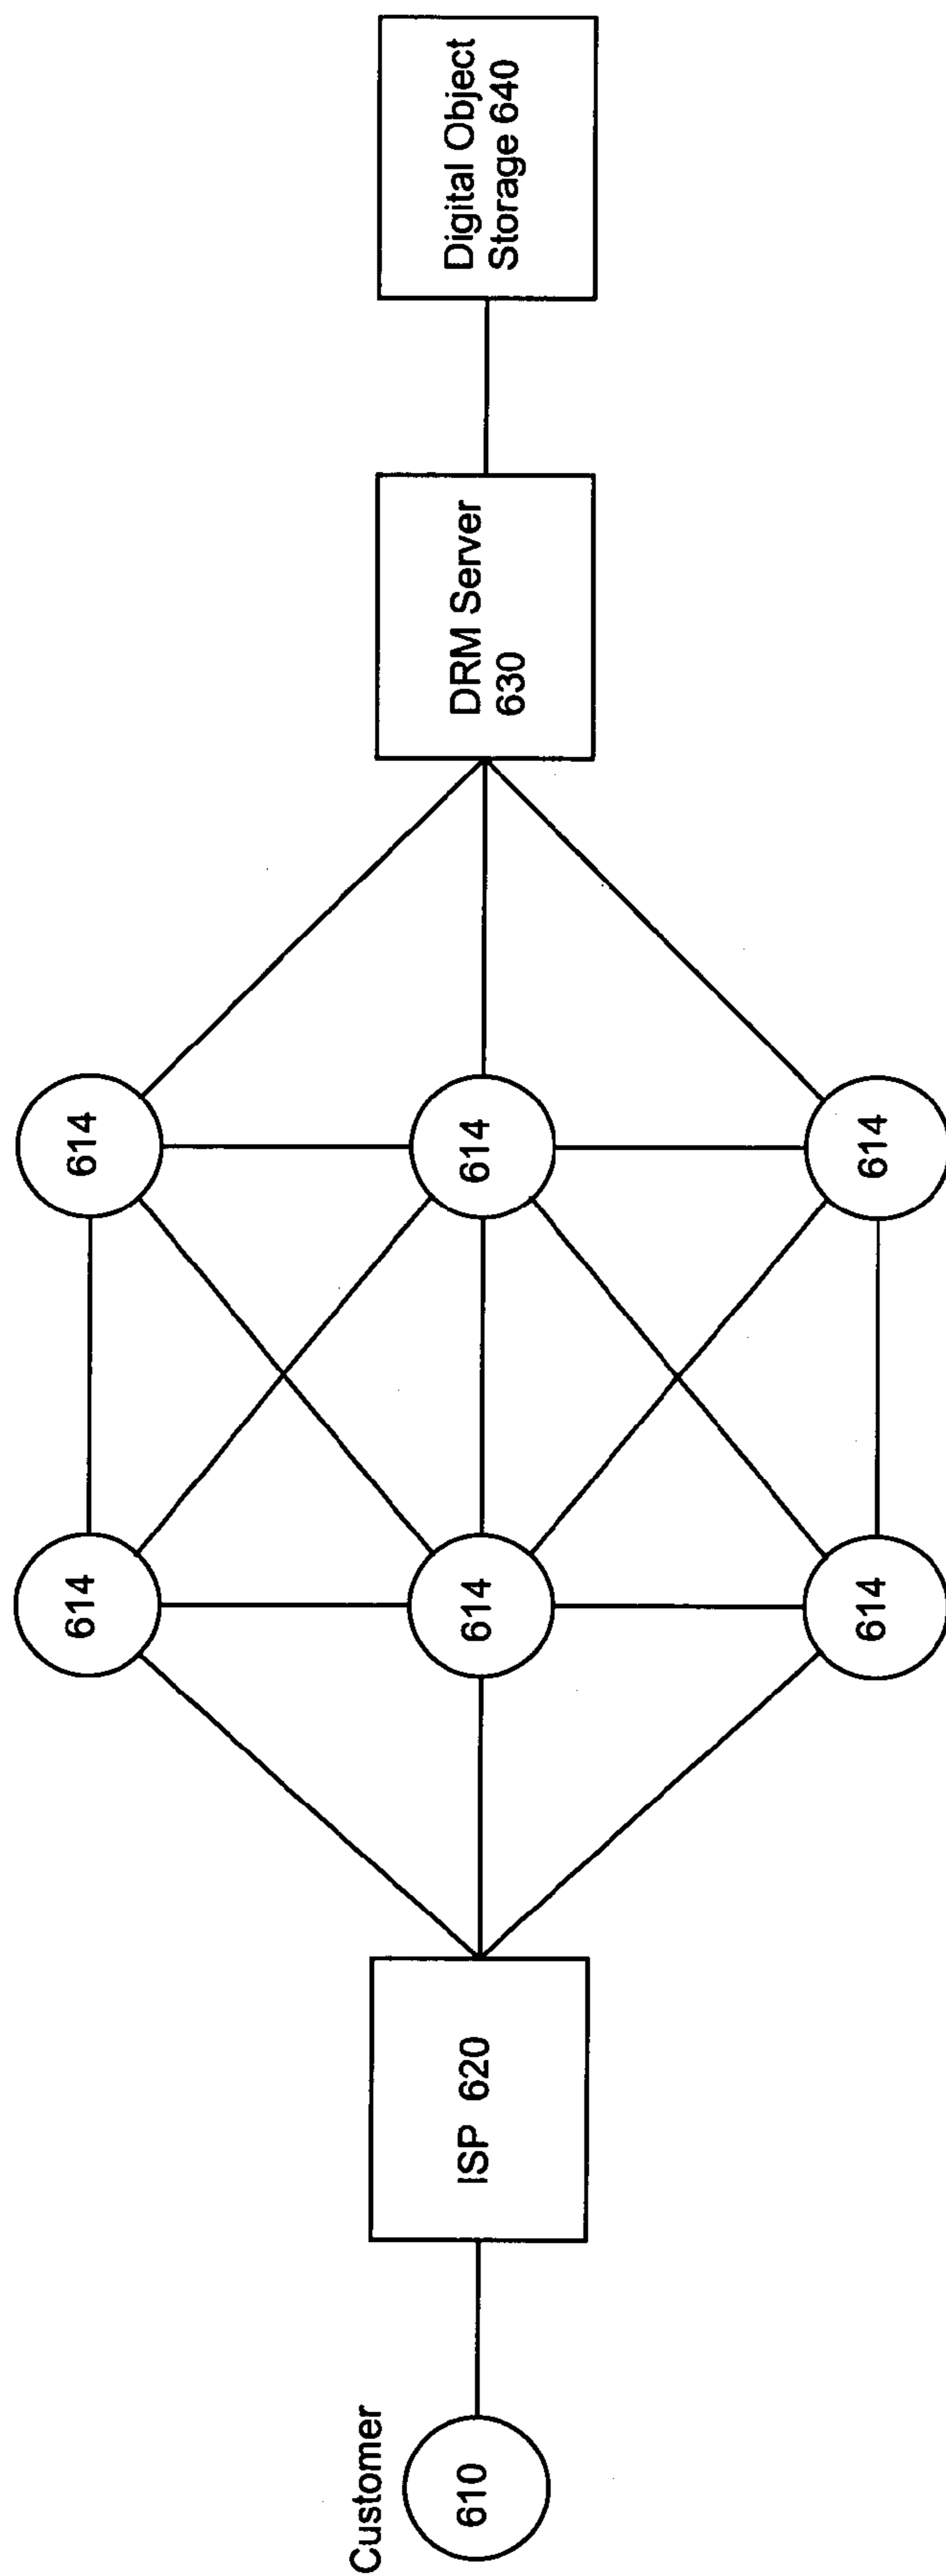 Customer
610
ISP 620
614
614
614
614
614
614
DRM Server
630
Digital Object
Storage 640